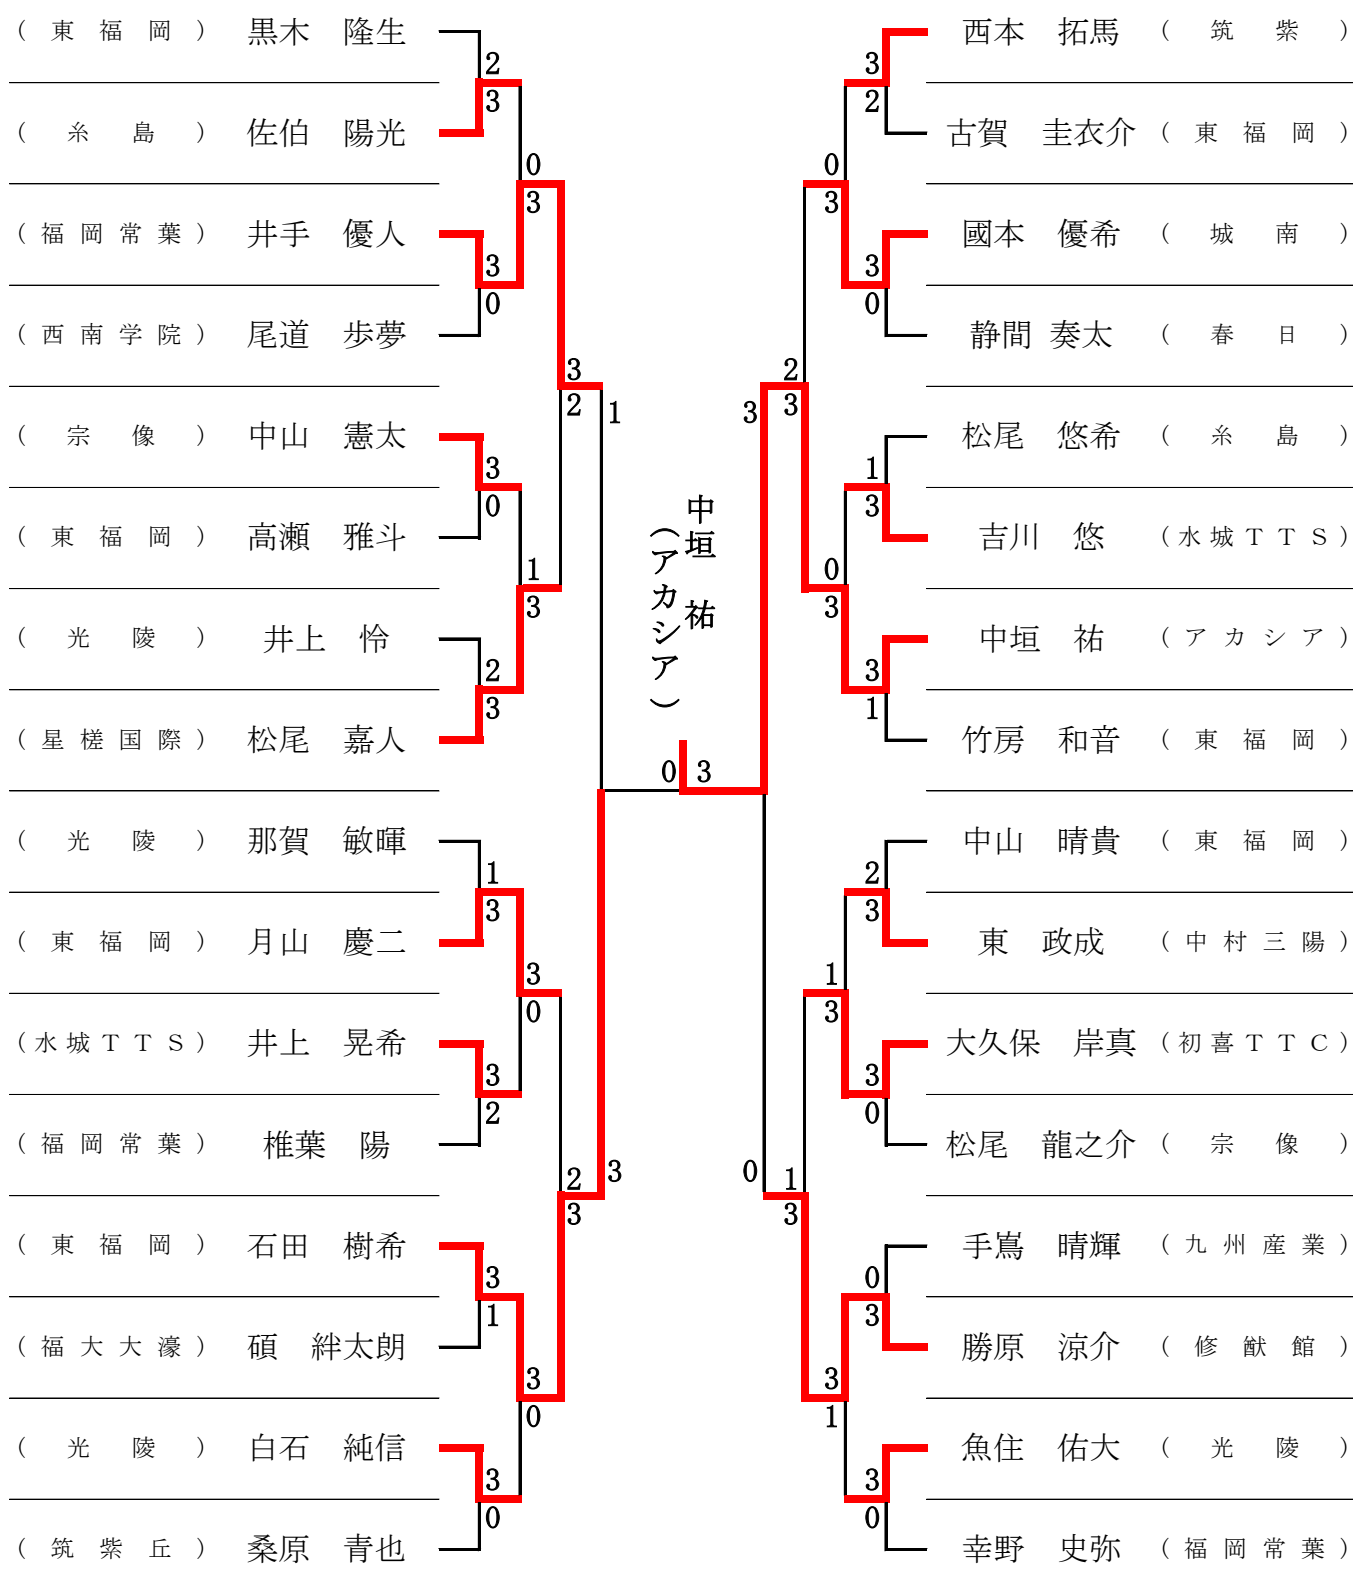 (東福岡) 黒木 隆生
2
3
(糸島) 佐伯 陽光
0
3
(福岡常葉) 井手 優人
3
0
(西南学院) 尾道 歩夢
3
2
1
(宗像) 中山 憲太
3
0
(東福岡) 高瀬 雅斗
1
3
(光陵) 井上 怜
2
3
(星槎国際) 松尾 嘉人
(光陵) 那賀 敏暉
1
3
(東福岡) 月山 慶二
3
0
(水城TTS) 井上 晃希
3
2
(福岡常葉) 椎葉 陽
2
3
3
(東福岡) 石田 樹希
3
1
(福大大濠) 碩 絆太朗
3
0
(光陵) 白石 純信
3
0
(筑紫丘) 桑原 青也
中垣 祐
(アカシア)
0 3
西本 拓馬 (筑紫)
3
2
古賀 圭衣介 (東福岡)
0
3
國本 優希 (城南)
3
0
静間 奏太 (春日)
2
3
3
松尾 悠希 (糸島)
1
3
吉川 悠 (水城TTS)
0
3
中垣 祐 (アカシア)
3
1
竹房 和音 (東福岡)
中山 晴貴 (東福岡)
2
3
東 政成 (中村三陽)
1
3
大久保 岸真 (初喜TTC)
3
0
松尾 龍之介 (宗像)
0
1
3
手嶌 晴輝 (九州産業)
0
3
勝原 涼介 (修猷館)
3
1
魚住 佑大 (光陵)
3
0
幸野 史弥 (福岡常葉)